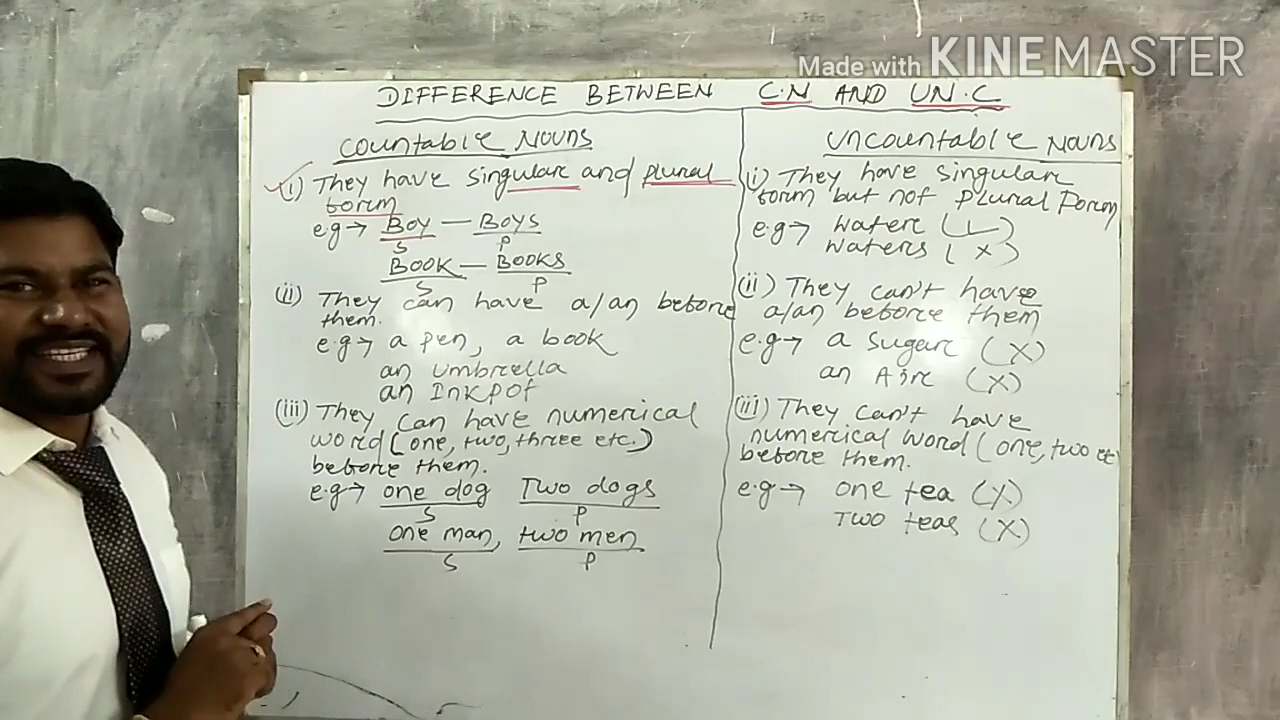 Made with KINEMASTER
DIFFERENCE BETWEEN C.N AND UN.C
Countable Nouns
(i) They have singular and plural
form
e.g → Boy — Boys
S P
Book — Books
S P
(ii) They can have a/an before
them.
e.g → a pen, a book
an umbrella
an Inkpot
(iii) They can have numerical
word (one, two, three etc.)
before them.
e.g → one dog Two dogs
S P
one man, two men
S P
Uncountable Nouns
(i) They have singular
form but not Plural Form
e.g → Water (✓)
Waters (×)
(ii) They can't have
a/an before them
e.g → a sugar (×)
an Air (×)
(iii) They can't have
numerical word (one, two etc
before them.
e.g → one tea (×)
Two teas (×)